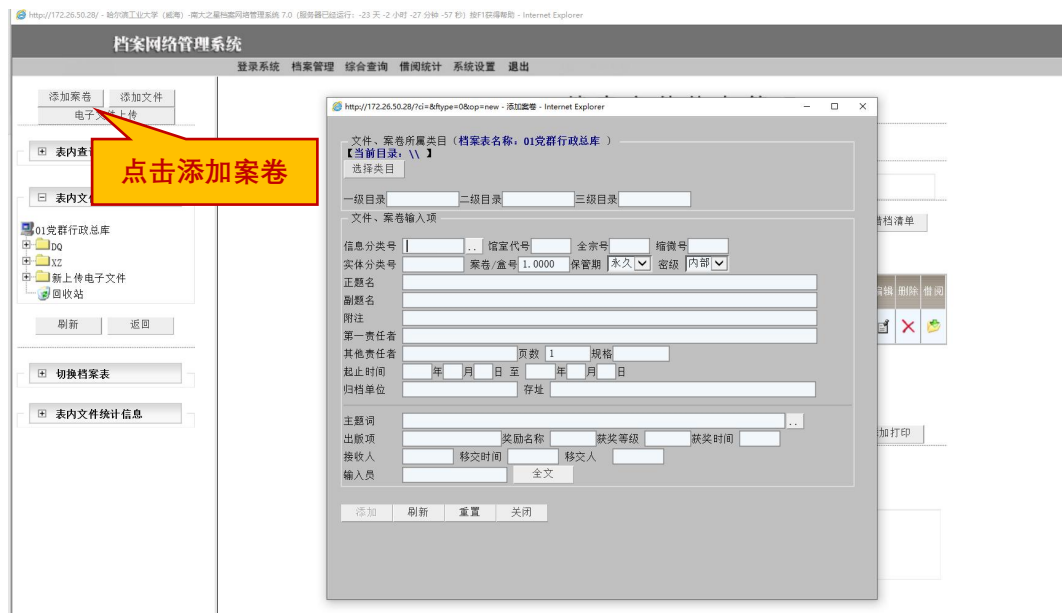 http://172.26.50.28/ - 哈尔滨工业大学（威海）-南大之星档案网络管理系统 7.0（服务器已经运行：-23 天 -2 小时 -27 分钟 -57 秒）按F1获得帮助 - Internet Explorer
档案网络管理系统
登录系统 档案管理 综合查询 借阅统计 系统设置 退出
添加案卷 添加文件
电子文件上传
点击添加案卷
表内查
表内文
01党群行政总库
DQ
XZ
新上传电子文件
回收站
刷新 返回
切换档案表
表内文件统计信息
http://172.26.50.28/?ci=&ftype=0&op=new - 添加案卷 - Internet Explorer
文件、案卷所属类目（档案表名称：01党群行政总库 ）
【当前目录：\\ 】
选择类目
一级目录 二级目录 三级目录
文件、案卷输入项
信息分类号 .. 馆室代号 全宗号 缩微号
实体分类号 案卷/盒号 1.0000 保管期 永久 密级 内部
正题名
副题名
附注
第一责任者
其他责任者 页数 1 规格
起止时间 年 月 日 至 年 月 日
归档单位 存址
主题词 ..
出版项 奖励名称 获奖等级 获奖时间
接收人 移交时间 移交人
输入员 全文
添加 刷新 重置 关闭
档清单
编辑 删除 借阅
加打印